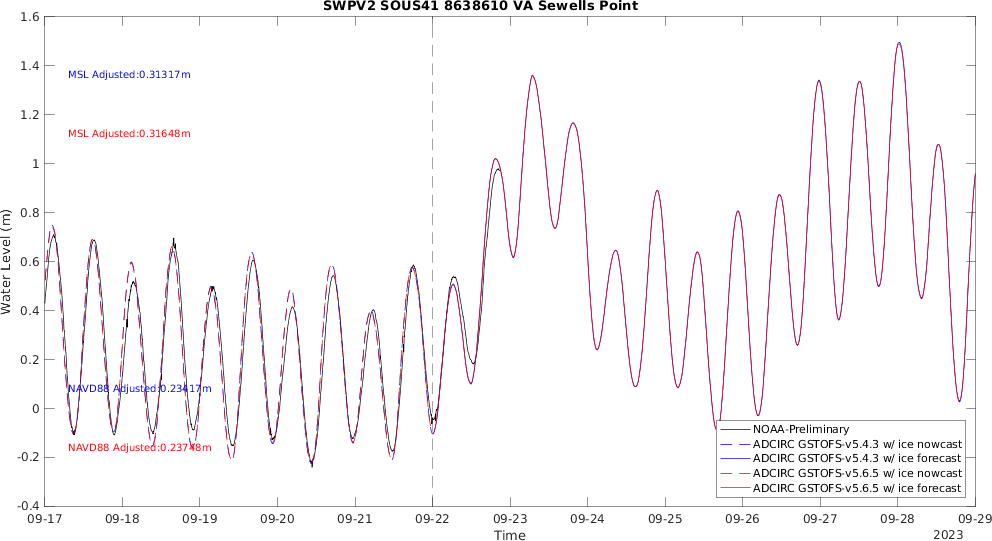 SWPV2 SOUS41 8638610 VA Sewells Point
1.6
1.4
1.2
1
0.8
0.6
0.4
0.2
0
-0.2
-0.4
Water Level (m)
MSL Adjusted:0.31317m
MSL Adjusted:0.31648m
NAVD88 Adjusted:0.23417m
NAVD88 Adjusted:0.23748m
NOAA-Preliminary
ADCIRC GSTOFS-v5.4.3 w/ ice nowcast
ADCIRC GSTOFS-v5.4.3 w/ ice forecast
ADCIRC GSTOFS-v5.6.5 w/ ice nowcast
ADCIRC GSTOFS-v5.6.5 w/ ice forecast
09-17 09-18 09-19 09-20 09-21 09-22 09-23 09-24 09-25 09-26 09-27 09-28 09-29
Time
2023